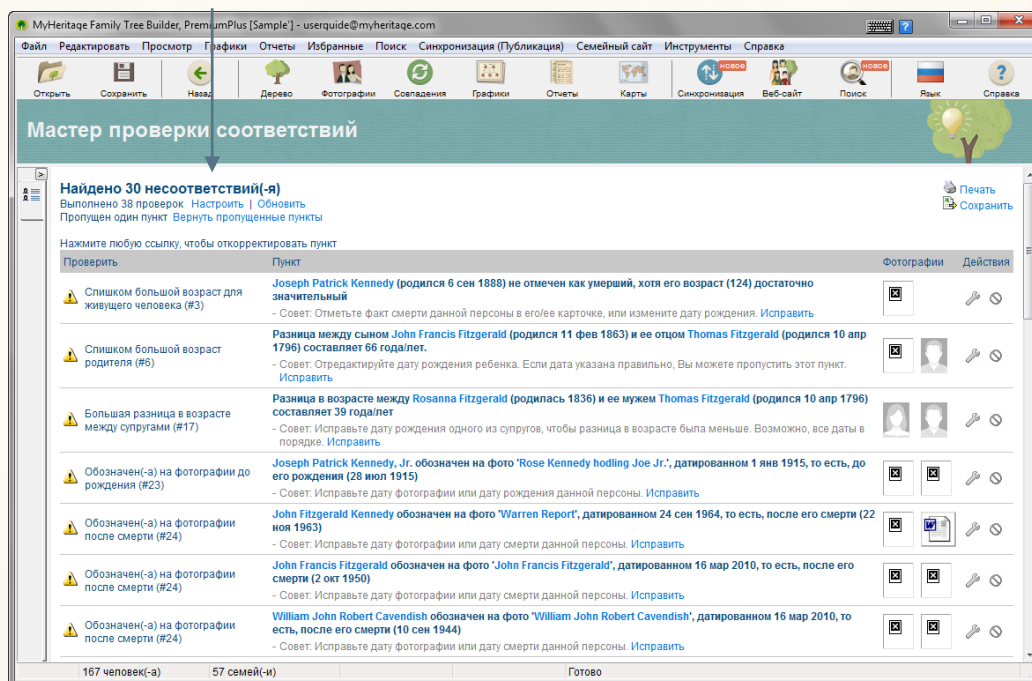 MyHeritage Family Tree Builder, PremiumPlus [Sample'] - userguide@myheritage.com
Файл Редактировать Просмотр Графики Отчеты Избранные Поиск Синхронизация (Публикация) Семейный сайт Инструменты Справка
НОВОЕ НОВОЕ
Открыть Сохранить Назад Дерево Фотографии Совпадения Графики Отчеты Карты Синхронизация Веб-сайт Поиск Язык Справка
Мастер проверки соответствий
Найдено 30 несоответствий(-я)
Печать
Выполнено 38 проверок Настроить | Обновить
Сохранить
Пропущен один пункт Вернуть пропущенные пункты
Нажмите любую ссылку, чтобы откорректировать пункт
Проверить Пункт Фотографии Действия
Слишком большой возраст для
живущего человека (#3)
Joseph Patrick Kennedy (родился 6 сен 1888) не отмечен как умерший, хотя его возраст (124) достаточно
значительный
- Совет: Отметьте факт смерти данной персоны в его/ее карточке, или измените дату рождения. Исправить
Слишком большой возраст
родителя (#6)
Разница между сыном John Francis Fitzgerald (родился 11 фев 1863) и ее отцом Thomas Fitzgerald (родился 10 апр
1796) составляет 66 года/лет.
- Совет: Отредактируйте дату рождения ребенка. Если дата указана правильно, Вы можете пропустить этот пункт.
Исправить
Большая разница в возрасте
между супругами (#17)
Разница в возрасте между Rosanna Fitzgerald (родилась 1836) и ее мужем Thomas Fitzgerald (родился 10 апр 1796)
составляет 39 года/лет
- Совет: Исправьте дату рождения одного из супругов, чтобы разница в возрасте была меньше. Возможно, все даты в
порядке. Исправить
Обозначен(-а) на фотографии до
рождения (#23)
Joseph Patrick Kennedy, Jr. обозначен на фото 'Rose Kennedy hodling Joe Jr.', датированном 1 янв 1915, то есть, до
его рождения (28 июл 1915)
- Совет: Исправьте дату фотографии или дату рождения данной персоны. Исправить
Обозначен(-а) на фотографии
после смерти (#24)
John Fitzgerald Kennedy обозначен на фото 'Warren Report', датированном 24 сен 1964, то есть, после его смерти (22
ноя 1963)
- Совет: Исправьте дату фотографии или дату смерти данной персоны. Исправить
Обозначен(-а) на фотографии
после смерти (#24)
John Francis Fitzgerald обозначен на фото 'John Francis Fitzgerald', датированном 16 мар 2010, то есть, после его
смерти (2 окт 1950)
- Совет: Исправьте дату фотографии или дату смерти данной персоны. Исправить
Обозначен(-а) на фотографии
после смерти (#24)
William John Robert Cavendish обозначен на фото 'William John Robert Cavendish', датированном 16 мар 2010, то
есть, после его смерти (10 сен 1944)
- Совет: Исправьте дату фотографии или дату смерти данной персоны. Исправить
167 человек(-а) 57 семей(-и) Готово